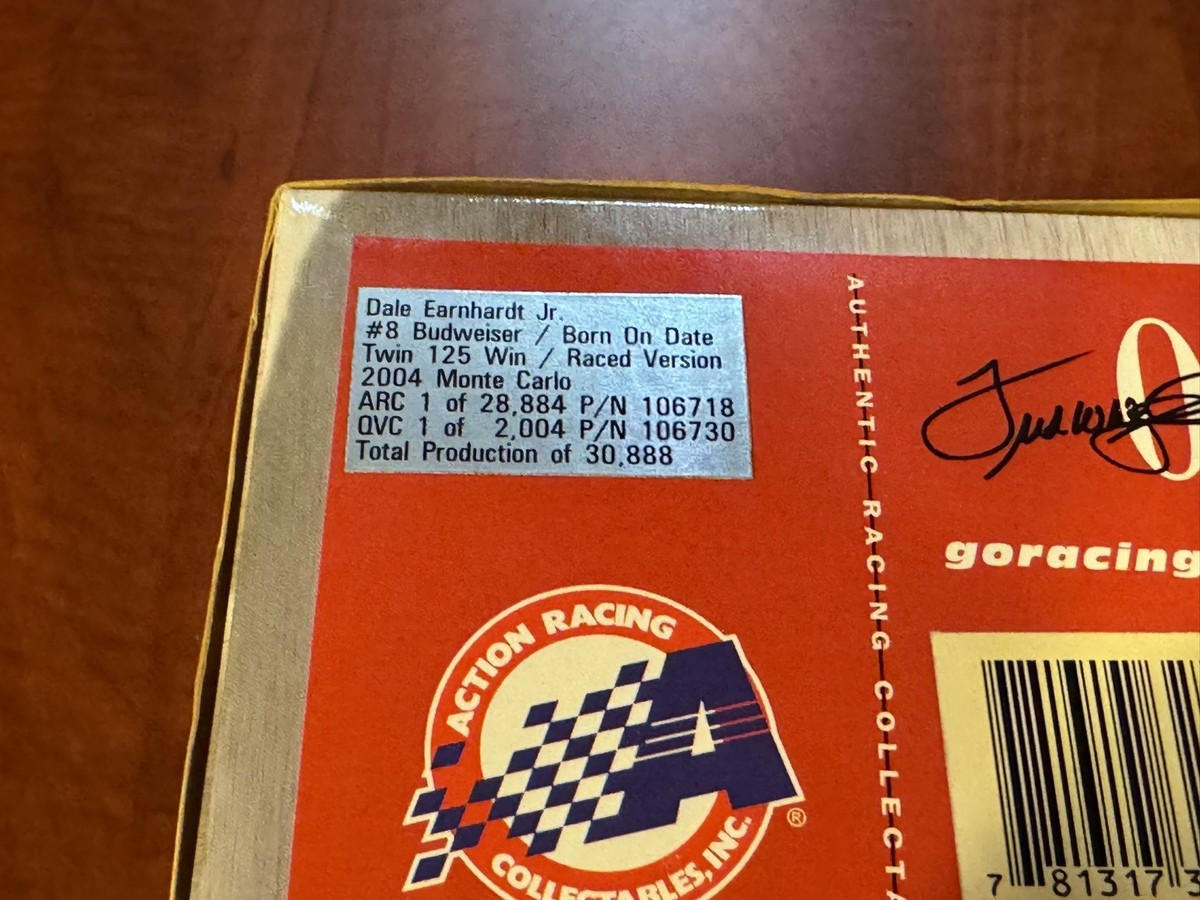 Dale Earnhardt Jr.
#8 Budweiser / Born On Date
Twin 125 Win / Raced Version
2004 Monte Carlo
ARC 1 of 28,884 P/N 106718
QVC 1 of 2,004 P/N 106730
Total Production of 30,888
AUTHENTIC RACING COLLECTA
goracing
ACTION RACING
A
COLLECTABLES, INC.
®
7 81317 3